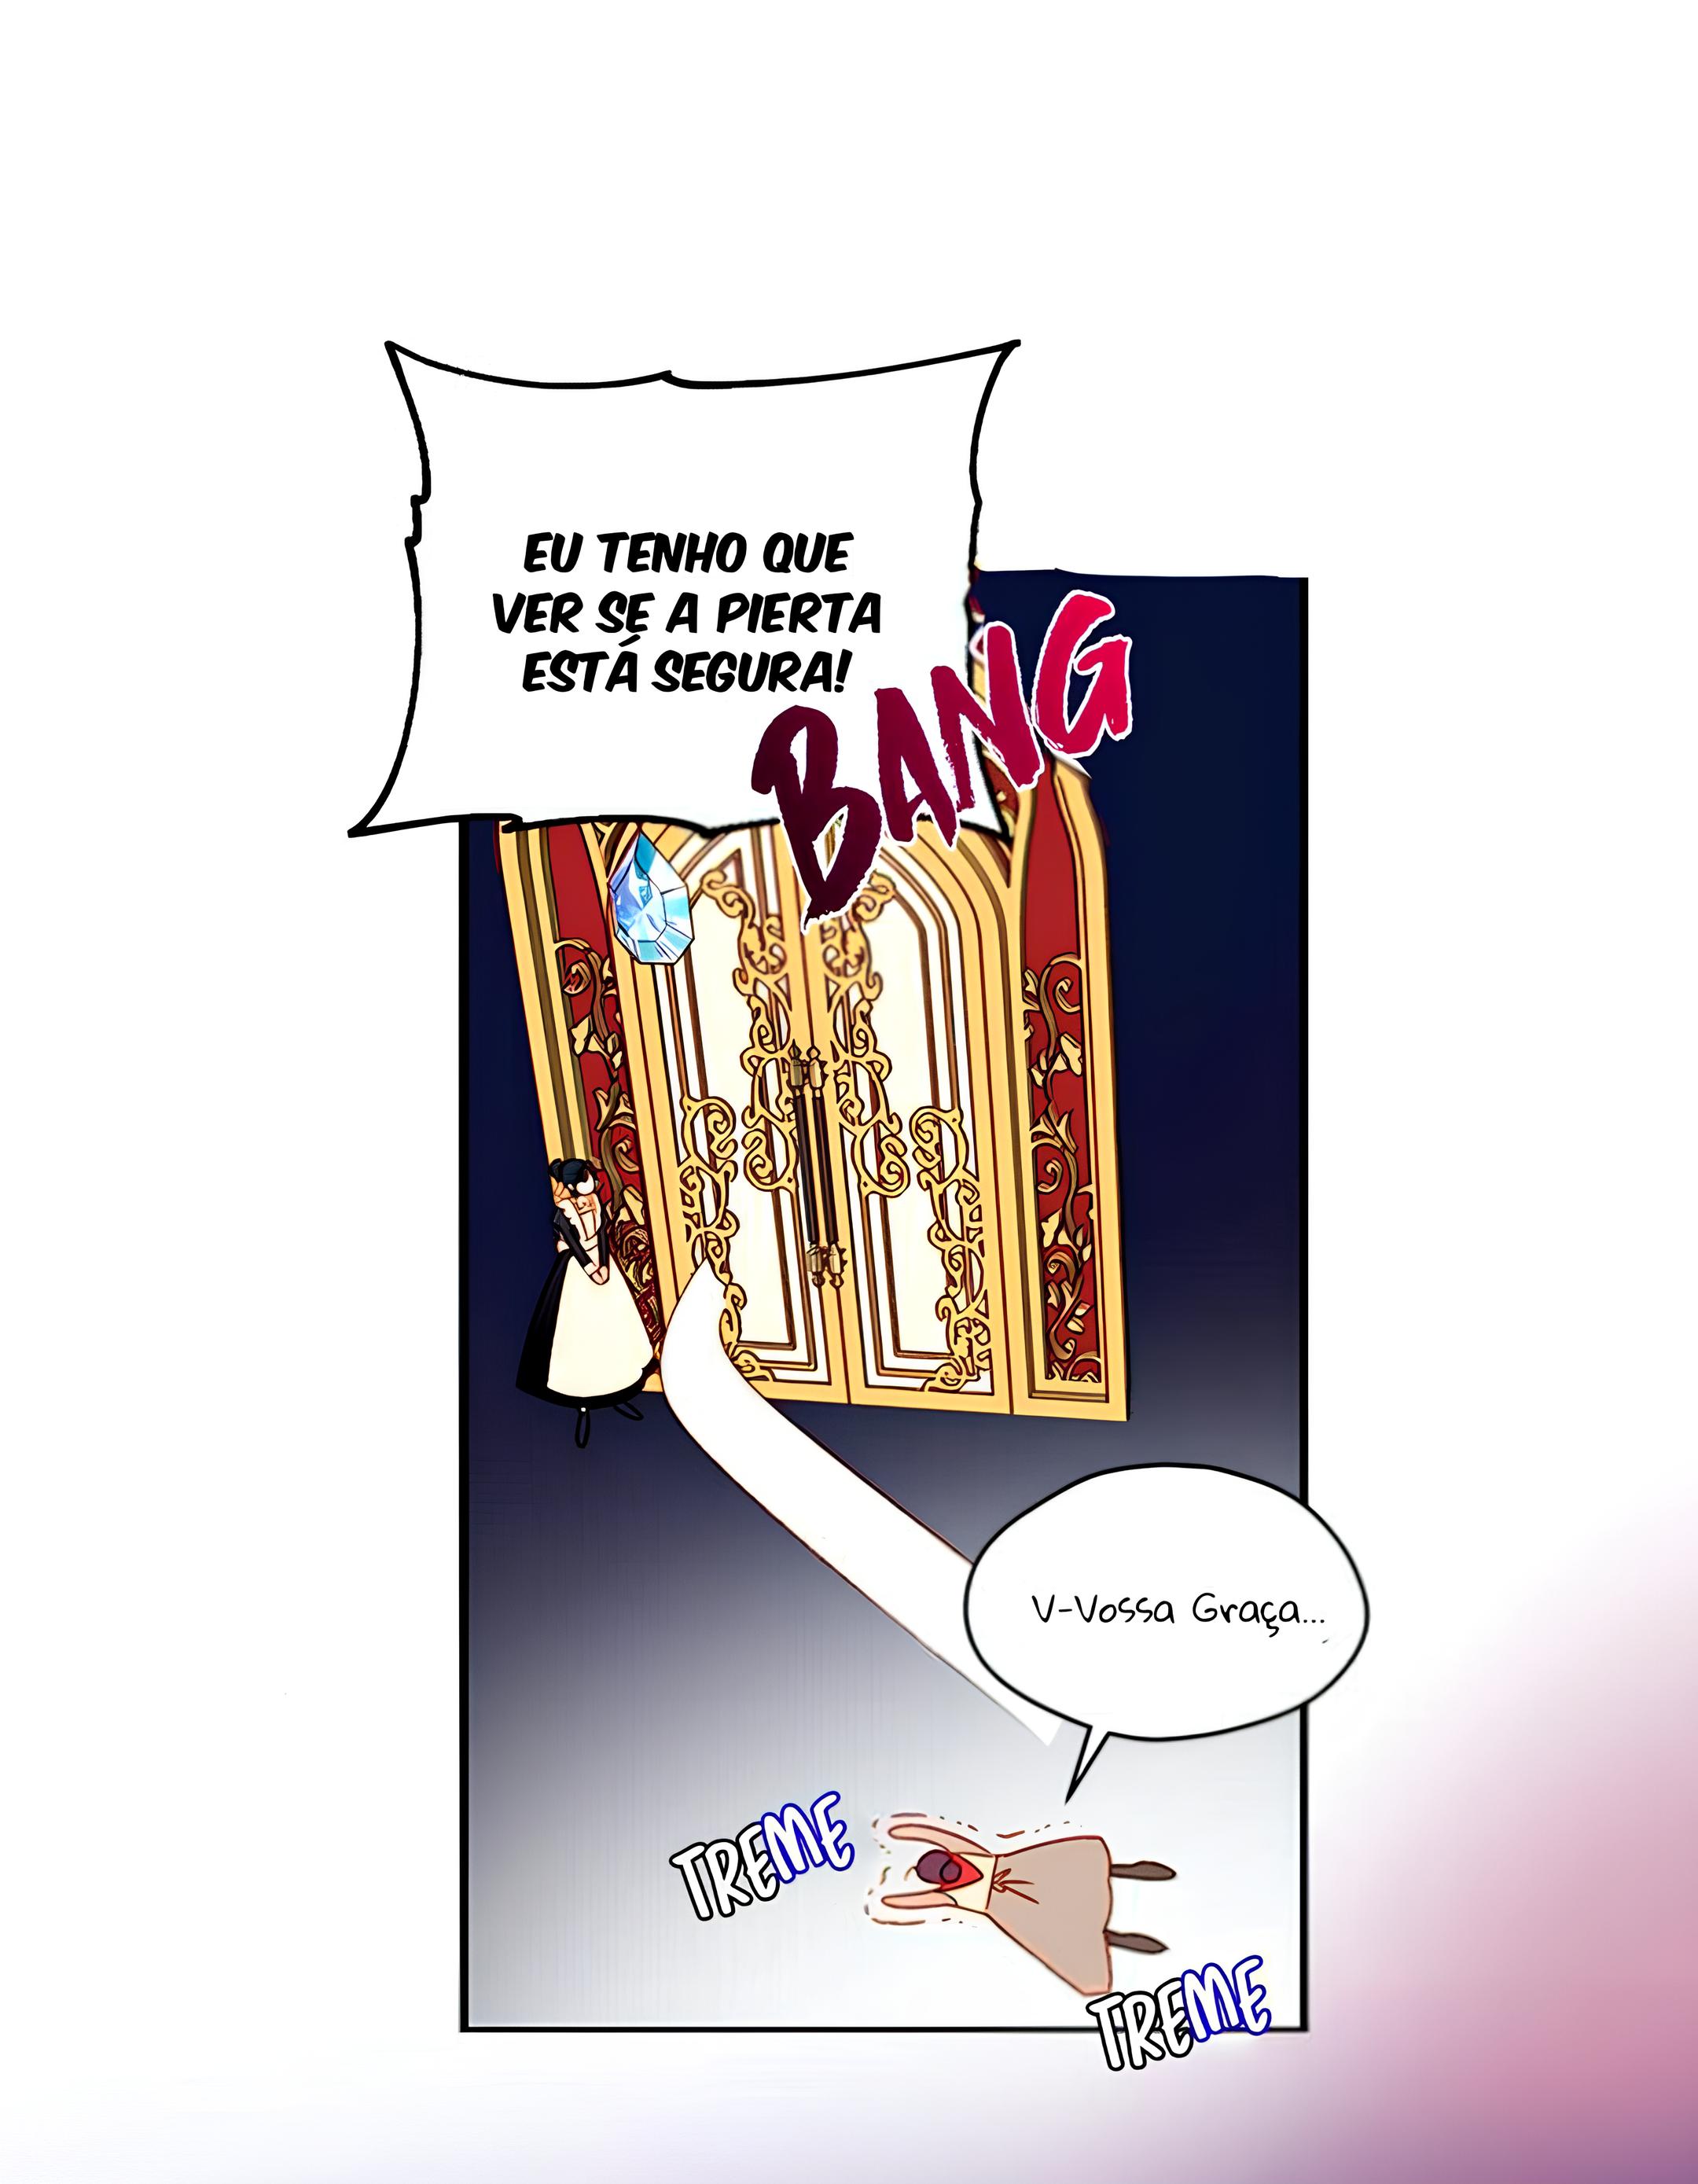 EU TENHO QUE
VER SE A PIERTA
ESTÁ SEGURA!
BANG
V-Vossa Graça...
TREME
TREME